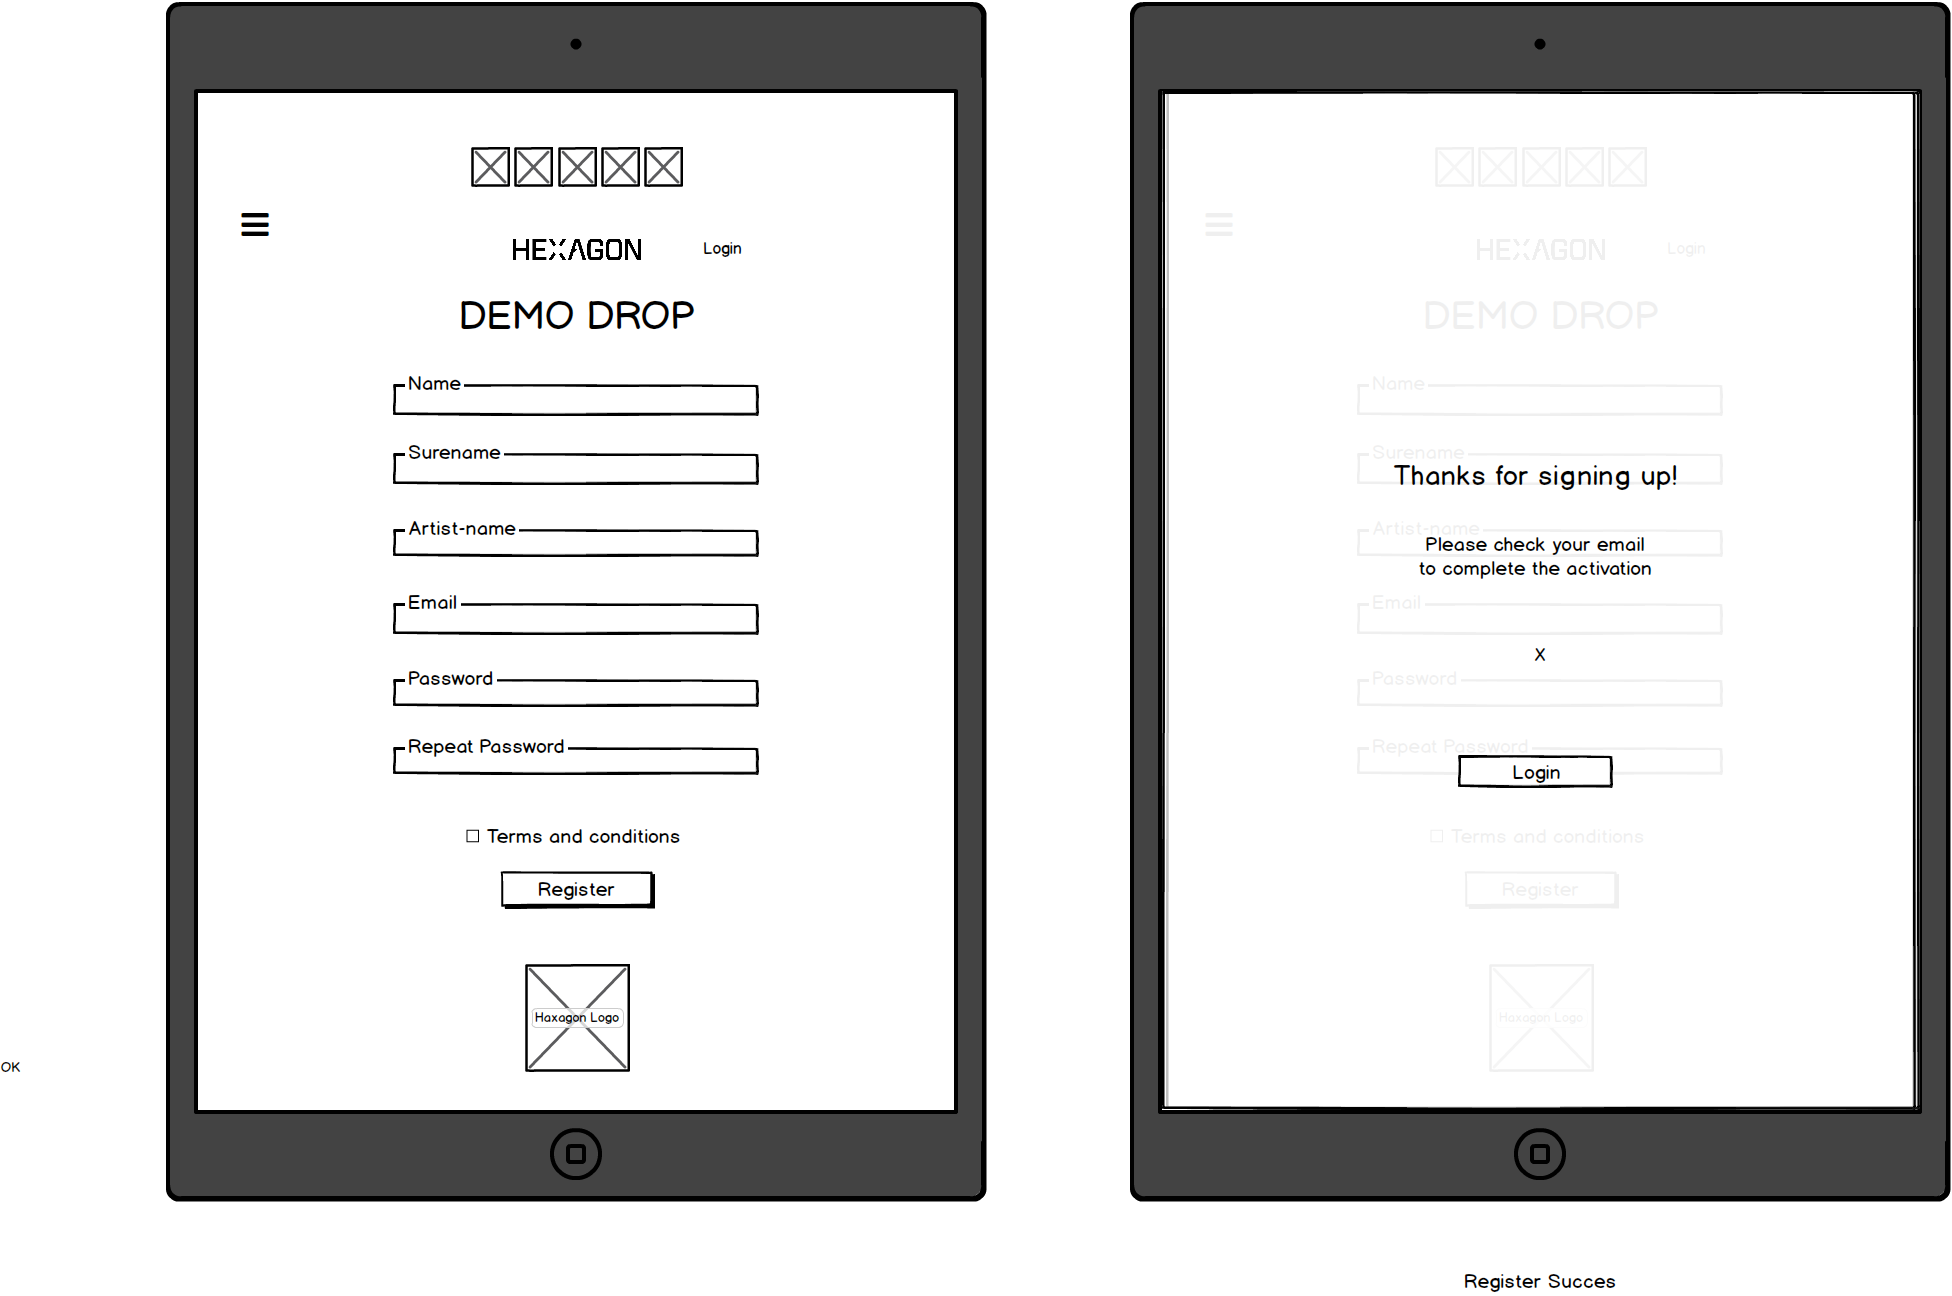 HEXAGON
Login
DEMO DROP
Name
Surename
Artist-name
Email
Password
Repeat Password
Terms and conditions
Register
Haxagon Logo
OK
HEXAGON
Login
DEMO DROP
Name
Surename
Thanks for signing up!
Artist-name
Please check your email
to complete the activation
Email
X
Password
Repeat Password
Login
Terms and conditions
Register
Haxagon Logo
Register Succes